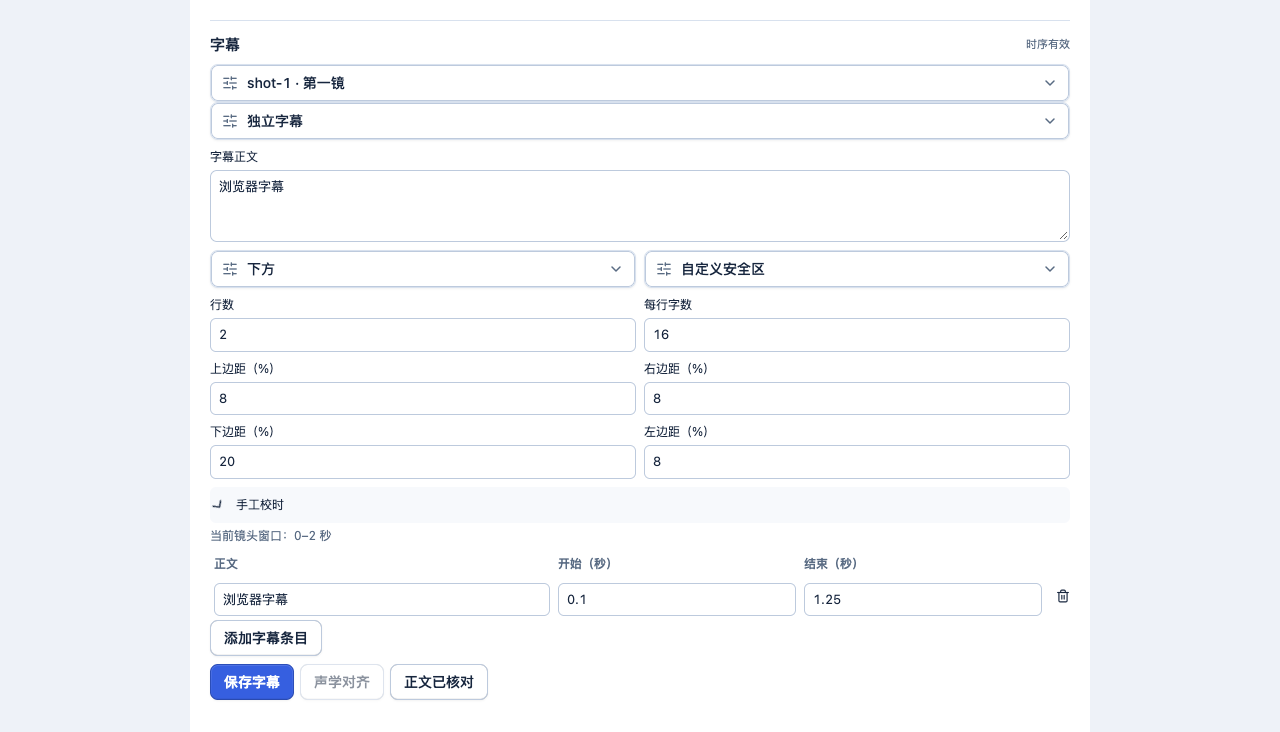 字幕 时序有效
shot-1 · 第一镜
独立字幕
字幕正文
浏览器字幕
下方 自定义安全区
行数 每行字数
2 16
上边距（%） 右边距（%）
8 8
下边距（%） 左边距（%）
20 8
手工校时
当前镜头窗口：0–2 秒
正文 开始（秒） 结束（秒）
浏览器字幕 0.1 1.25
添加字幕条目
保存字幕 声学对齐 正文已核对